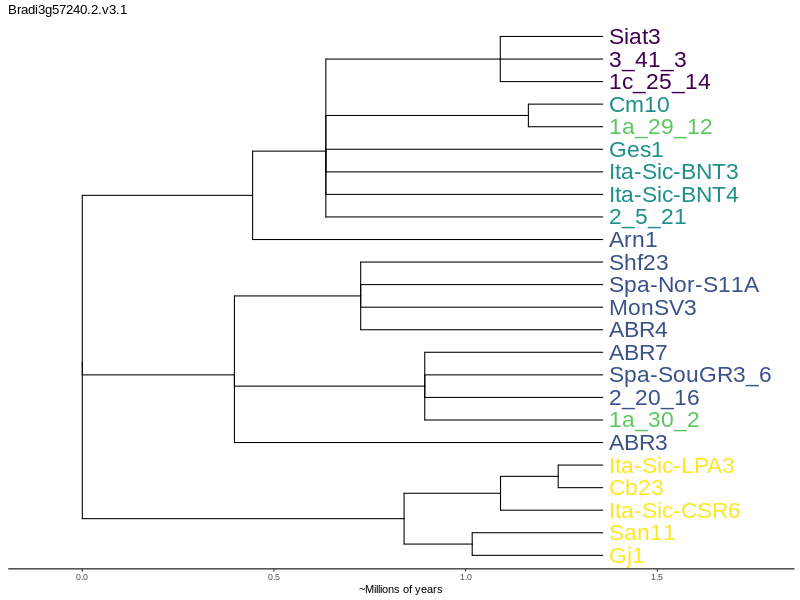 Bradi3g57240.2.v3.1
Siat3
3_41_3
1c_25_14
Cm10
1a_29_12
Ges1
Ita-Sic-BNT3
Ita-Sic-BNT4
2_5_21
Arn1
Shf23
Spa-Nor-S11A
MonSV3
ABR4
ABR7
Spa-SouGR3_6
2_20_16
1a_30_2
ABR3
Ita-Sic-LPA3
Cb23
Ita-Sic-CSR6
San11
Gj1
0.0 0.5 1.0 1.5
~Millions of years